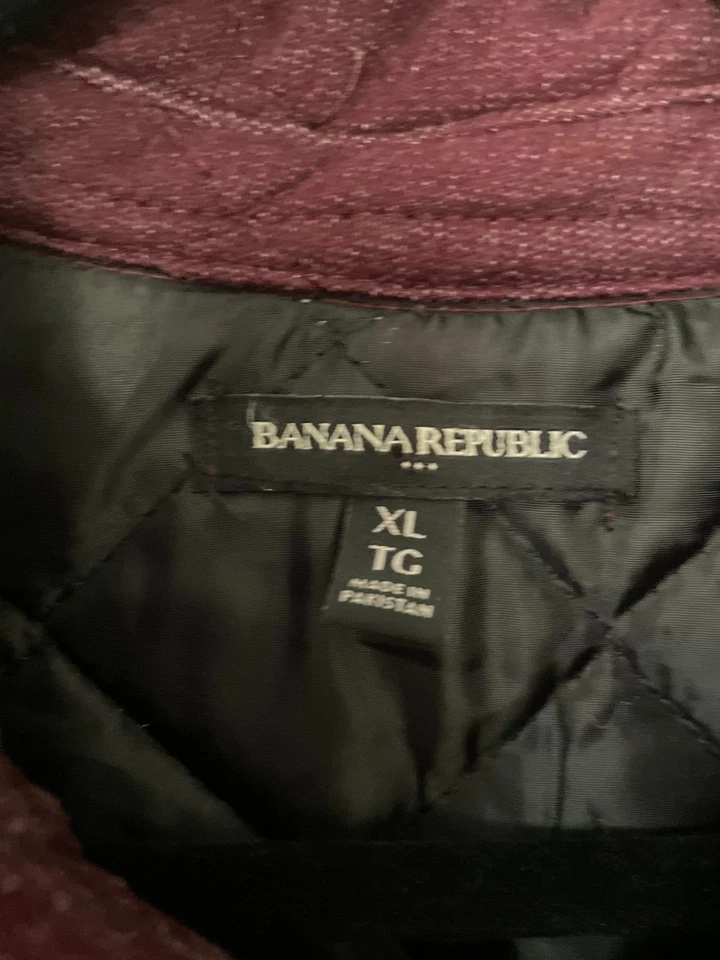 BANANA REPUBLIC
XL
TG
MADE IN
PAKISTAN